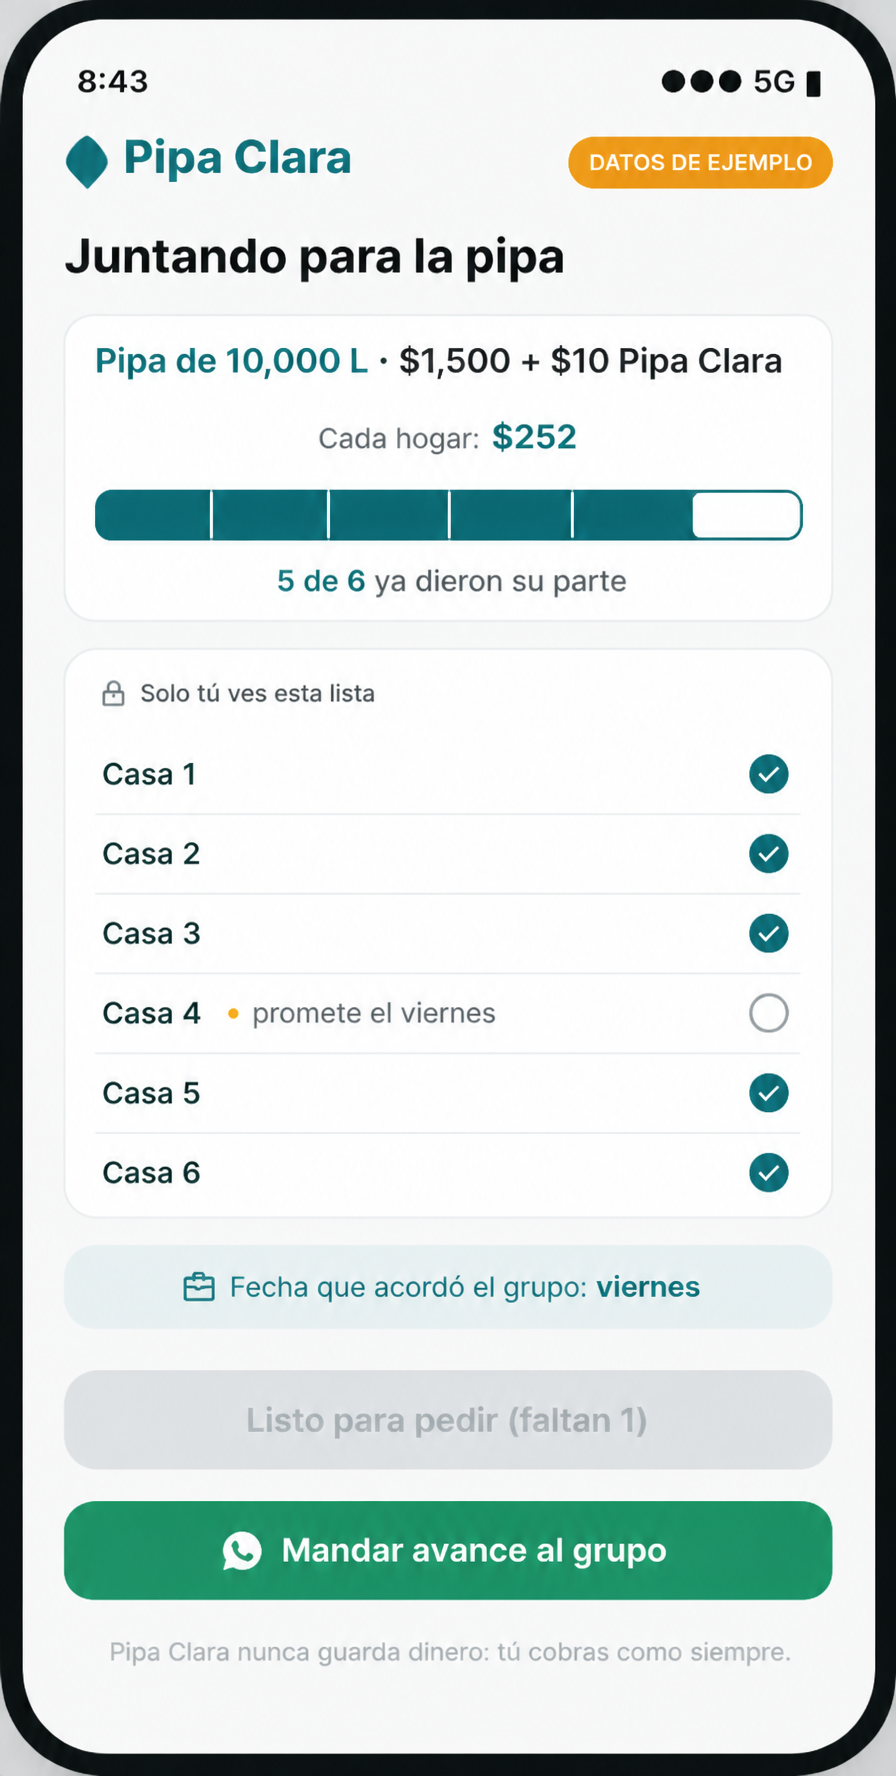 8:43
5G
Pipa Clara
DATOS DE EJEMPLO
Juntando para la pipa
Pipa de 10,000 L · $1,500 + $10 Pipa Clara
Cada hogar: $252
5 de 6 ya dieron su parte
Solo tú ves esta lista
Casa 1
Casa 2
Casa 3
Casa 4 • promete el viernes
Casa 5
Casa 6
Fecha que acordó el grupo: viernes
Listo para pedir (faltan 1)
Mandar avance al grupo
Pipa Clara nunca guarda dinero: tú cobras como siempre.